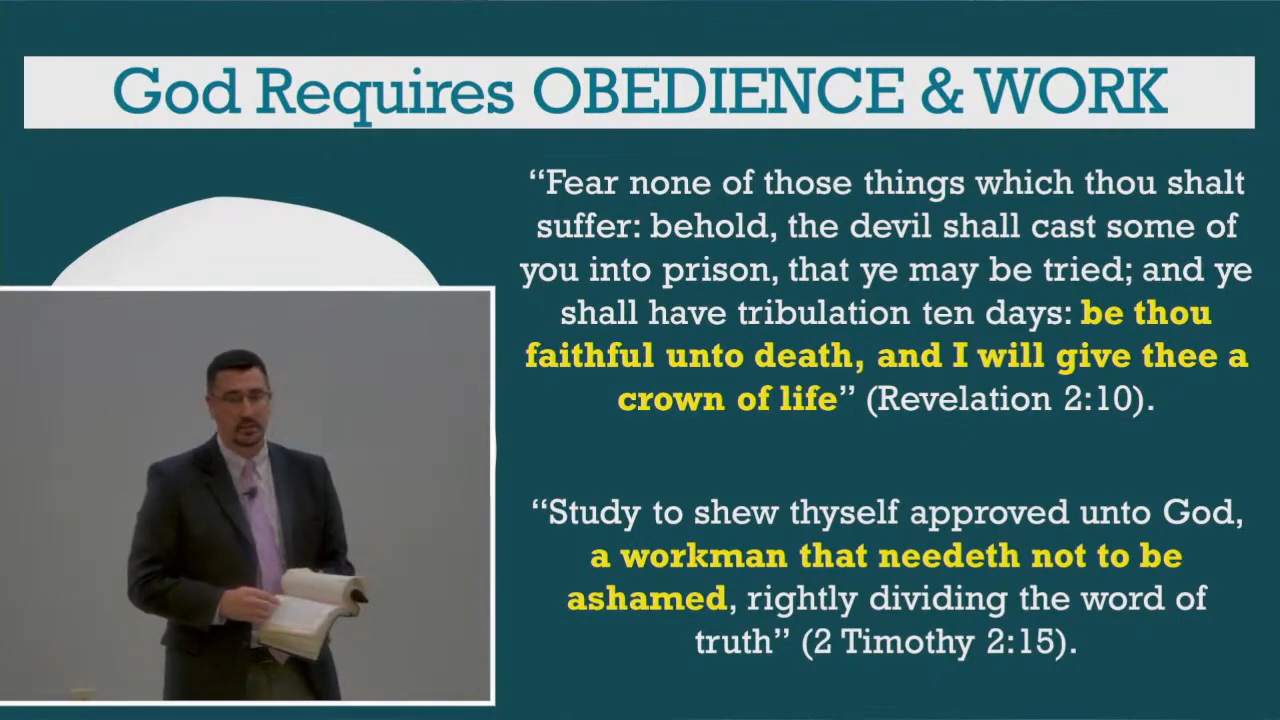 God Requires OBEDIENCE & WORK
“Fear none of those things which thou shalt
suffer: behold, the devil shall cast some of
you into prison, that ye may be tried; and ye
shall have tribulation ten days: be thou
faithful unto death, and I will give thee a
crown of life” (Revelation 2:10).
“Study to shew thyself approved unto God,
a workman that needeth not to be
ashamed, rightly dividing the word of
truth” (2 Timothy 2:15).